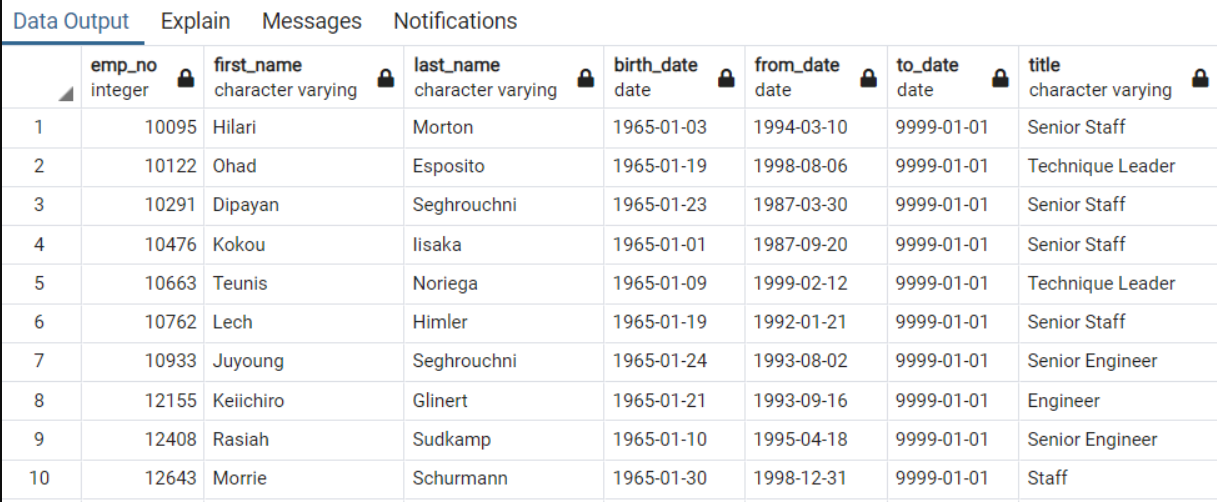 Data Output Explain Messages Notifications
emp_no first_name last_name birth_date from_date to_date title
integer character varying character varying date date date character varying
1 10095 Hilari Morton 1965-01-03 1994-03-10 9999-01-01 Senior Staff
2 10122 Ohad Esposito 1965-01-19 1998-08-06 9999-01-01 Technique Leader
3 10291 Dipayan Seghrouchni 1965-01-23 1987-03-30 9999-01-01 Senior Staff
4 10476 Kokou Iisaka 1965-01-01 1987-09-20 9999-01-01 Senior Staff
5 10663 Teunis Noriega 1965-01-09 1999-02-12 9999-01-01 Technique Leader
6 10762 Lech Himler 1965-01-19 1992-01-21 9999-01-01 Senior Staff
7 10933 Juyoung Seghrouchni 1965-01-24 1993-08-02 9999-01-01 Senior Engineer
8 12155 Keiichiro Glinert 1965-01-21 1993-09-16 9999-01-01 Engineer
9 12408 Rasiah Sudkamp 1965-01-10 1995-04-18 9999-01-01 Senior Engineer
10 12643 Morrie Schurmann 1965-01-30 1998-12-31 9999-01-01 Staff